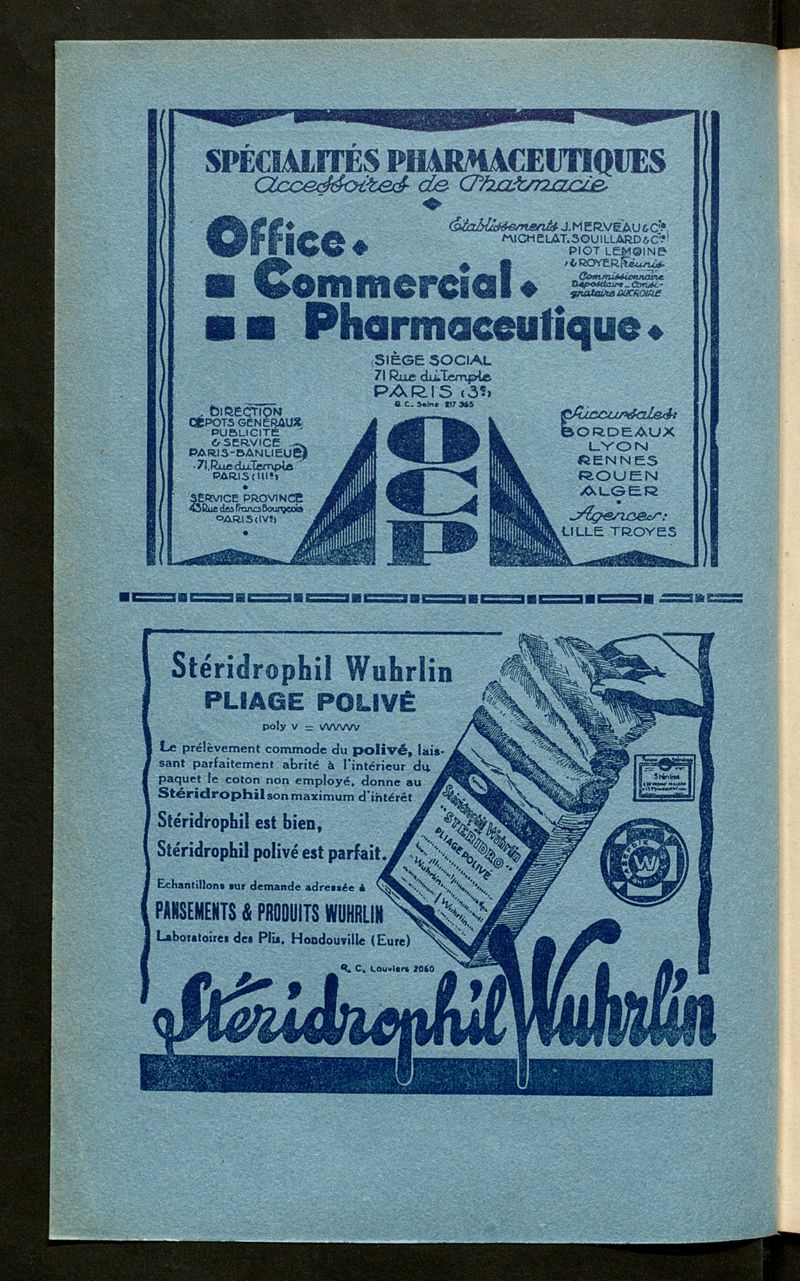 SPÉCIALITÉS PHARMACEUTIQUES
Accessoires de Pharmacie
Office
Commercial
Pharmaceutique
Établissements J. MERVEAU & Cie
MICHELAT. SOUILLARD & Cie
PIOT LEMOINE
& ROYER Réunis
Commissionnaire
Dépositaire - Consi-
gnataire DUCROIRE
SIÈGE SOCIAL
71 Rue du Temple
PARIS (3e)
R. C. Seine 217 365
DIRECTION
DÉPOTS GÉNÉRAUX
PUBLICITÉ
& SERVICE
PARIS-BANLIEUE
71, Rue du Temple
PARIS (IIIe)
SERVICE PROVINCE
43 Rue des Francs Bourgeois
PARIS (IVe)
OCP
Succursales:
BORDEAUX
LYON
RENNES
ROUEN
ALGER
Agences:
LILLE TROYES
Stéridrophil Wuhrlin
PLIAGE POLIVÉ
poly v = VVVVVV
Le prélèvement commode du polivé, lais-
sant parfaitement abrité à l'intérieur du
paquet le coton non employé, donne au
Stéridrophil son maximum d'intérêt
Stéridrophil est bien,
Stéridrophil polivé est parfait.
Echantillons sur demande adressée à
PANSEMENTS & PRODUITS WUHRLIN
Laboratoires des Plis, Hondouville (Eure)
R. C. Louviers 2060
Stéridrophil Wuhrlin
"STÉRIDRO"
PLIAGE POLIVÉ
Wuhrlin
Wuhrlin
W
Stéridrophil Wuhrlin